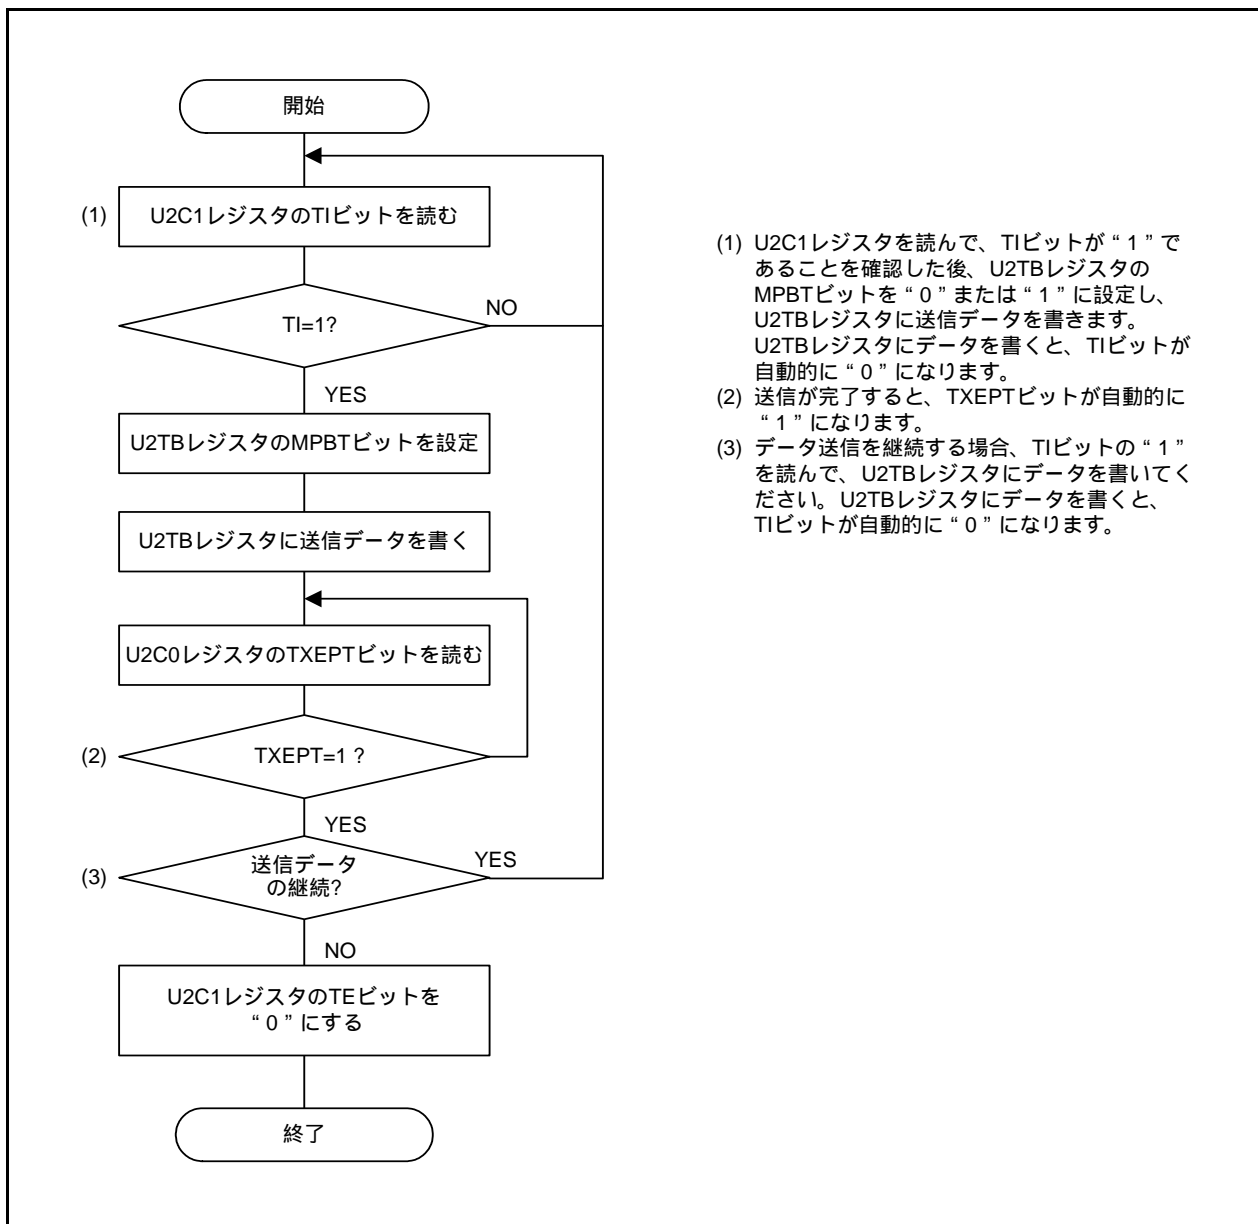 開始
(1)
U2C1レジスタのTIビットを読む
TI=1?
NO
YES
U2TBレジスタのMPBTビットを設定
U2TBレジスタに送信データを書く
U2C0レジスタのTXEPTビットを読む
(2)
TXEPT=1 ?
YES
(3)
送信データ
の継続?
YES
NO
U2C1レジスタのTEビットを
“ 0 ” にする
終了
(1) U2C1レジスタを読んで、TIビットが “ 1 ” で
あることを確認した後、U2TBレジスタの
MPBTビットを “ 0 ” または “ 1 ” に設定し、
U2TBレジスタに送信データを書きます。
U2TBレジスタにデータを書くと、TIビットが
自動的に “ 0 ” になります。
(2) 送信が完了すると、TXEPTビットが自動的に
“ 1 ” になります。
(3) データ送信を継続する場合、TIビットの “ 1 ”
を読んで、U2TBレジスタにデータを書いてく
ださい。U2TBレジスタにデータを書くと、
TIビットが自動的に “ 0 ” になります。